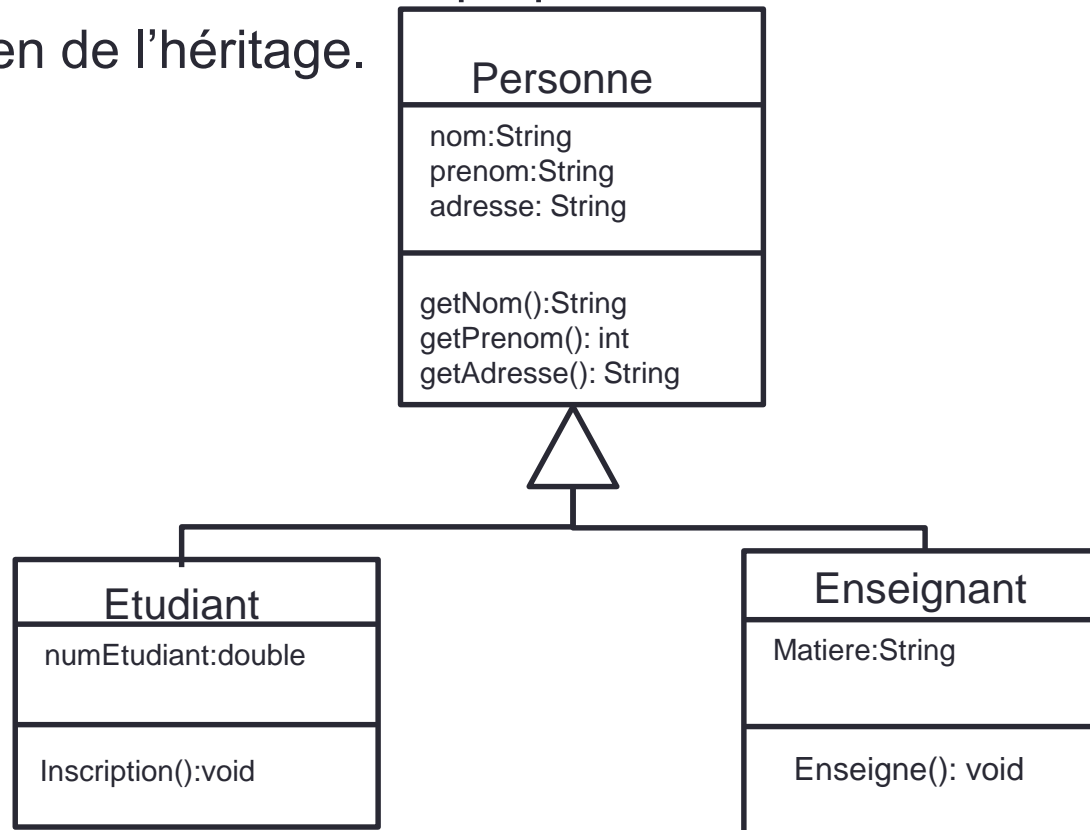 en de l’héritage.
Personne
nom:String
prenom:String
adresse: String
getNom():String
getPrenom(): int
getAdresse(): String
Etudiant
numEtudiant:double
Inscription():void
Enseignant
Matiere:String
Enseigne(): void